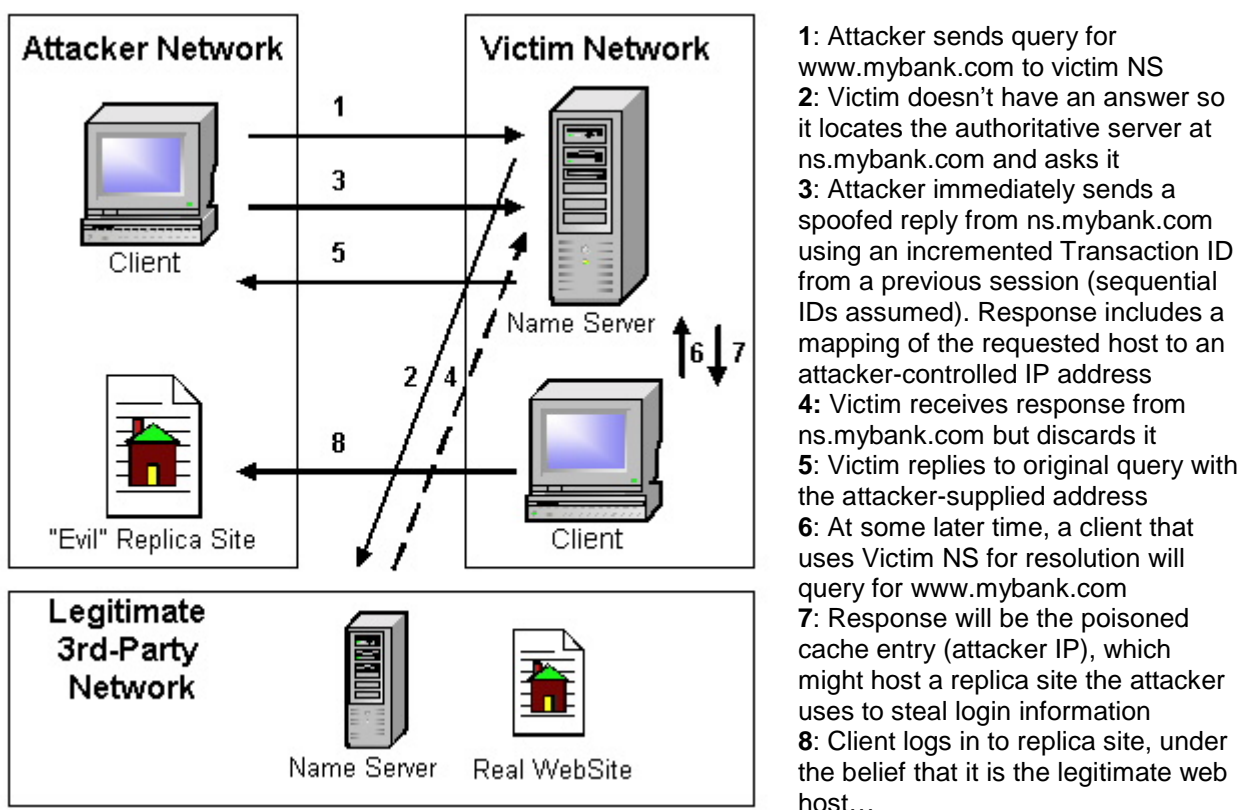 Attacker Network
Victim Network
1
3
5
Client
Name Server
6
7
2
4
8
"Evil" Replica Site
Client
Legitimate
3rd-Party
Network
Name Server
Real WebSite
1: Attacker sends query for
www.mybank.com to victim NS
2: Victim doesn't have an answer so
it locates the authoritative server at
ns.mybank.com and asks it
3: Attacker immediately sends a
spoofed reply from ns.mybank.com
using an incremented Transaction ID
from a previous session (sequential
IDs assumed). Response includes a
mapping of the requested host to an
attacker-controlled IP address
4: Victim receives response from
ns.mybank.com but discards it
5: Victim replies to original query with
the attacker-supplied address
6: At some later time, a client that
uses Victim NS for resolution will
query for www.mybank.com
7: Response will be the poisoned
cache entry (attacker IP), which
might host a replica site the attacker
uses to steal login information
8: Client logs in to replica site, under
the belief that it is the legitimate web
host…